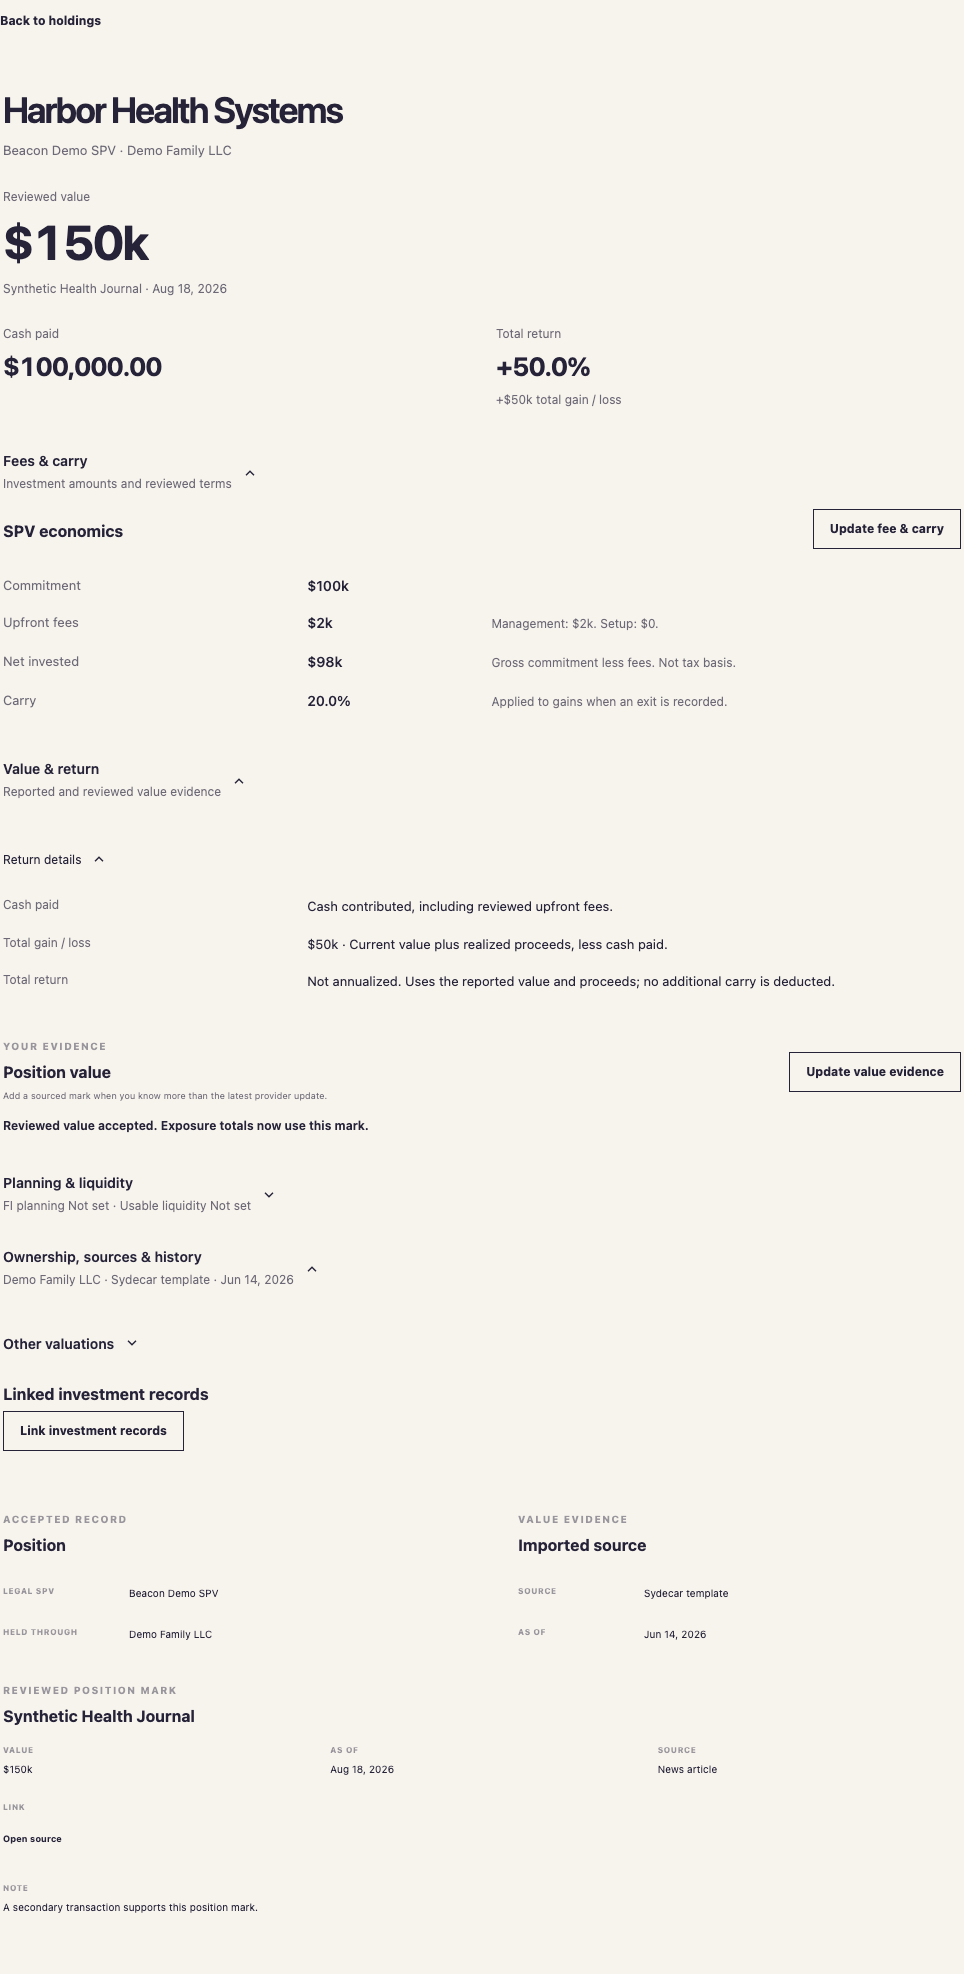 Back to holdings
Harbor Health Systems
Beacon Demo SPV · Demo Family LLC
Reviewed value
$150k
Synthetic Health Journal · Aug 18, 2026
Cash paid
$100,000.00
Total return
+50.0%
+$50k total gain / loss
Fees & carry
Investment amounts and reviewed terms
SPV economics
Update fee & carry
Commitment $100k
Upfront fees $2k Management: $2k. Setup: $0.
Net invested $98k Gross commitment less fees. Not tax basis.
Carry 20.0% Applied to gains when an exit is recorded.
Value & return
Reported and reviewed value evidence
Return details
Cash paid Cash contributed, including reviewed upfront fees.
Total gain / loss $50k · Current value plus realized proceeds, less cash paid.
Total return Not annualized. Uses the reported value and proceeds; no additional carry is deducted.
YOUR EVIDENCE
Position value
Update value evidence
Add a sourced mark when you know more than the latest provider update.
Reviewed value accepted. Exposure totals now use this mark.
Planning & liquidity
FI planning Not set · Usable liquidity Not set
Ownership, sources & history
Demo Family LLC · Sydecar template · Jun 14, 2026
Other valuations
Linked investment records
Link investment records
ACCEPTED RECORD
Position
LEGAL SPV Beacon Demo SPV
HELD THROUGH Demo Family LLC
VALUE EVIDENCE
Imported source
SOURCE Sydecar template
AS OF Jun 14, 2026
REVIEWED POSITION MARK
Synthetic Health Journal
VALUE
$150k
AS OF
Aug 18, 2026
SOURCE
News article
LINK
Open source
NOTE
A secondary transaction supports this position mark.